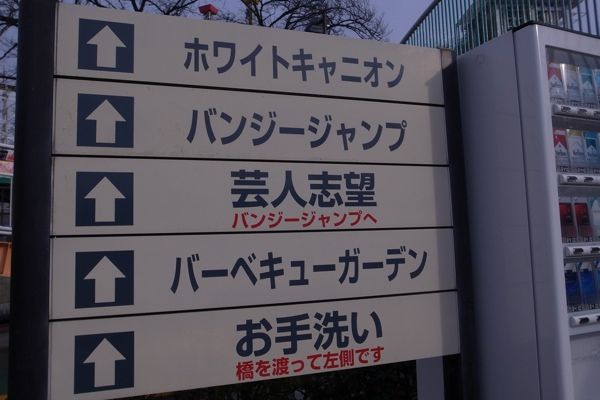 ホワイトキャニオン
バンジージャンプ
芸人志望
バンジージャンプへ
バーベキューガーデン
お手洗い
橋を渡って左側です